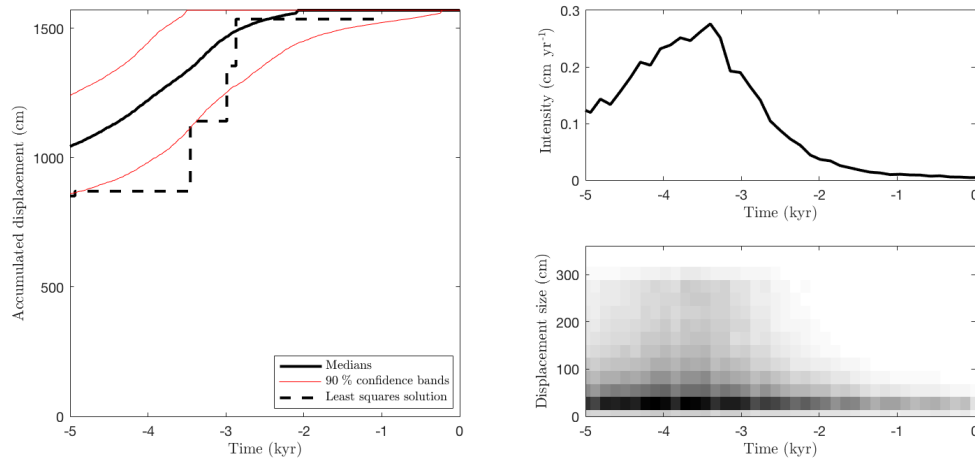 Accumulated displacement (cm)
1500
1000
500
0
-5 -4 -3 -2 -1 0
Time (kyr)
Medians
90 % confidence bands
Least squares solution
Intensity (cm yr⁻¹)
0.3
0.2
0.1
0
-5 -4 -3 -2 -1 0
Time (kyr)
Displacement size (cm)
300
200
100
0
-5 -4 -3 -2 -1 0
Time (kyr)